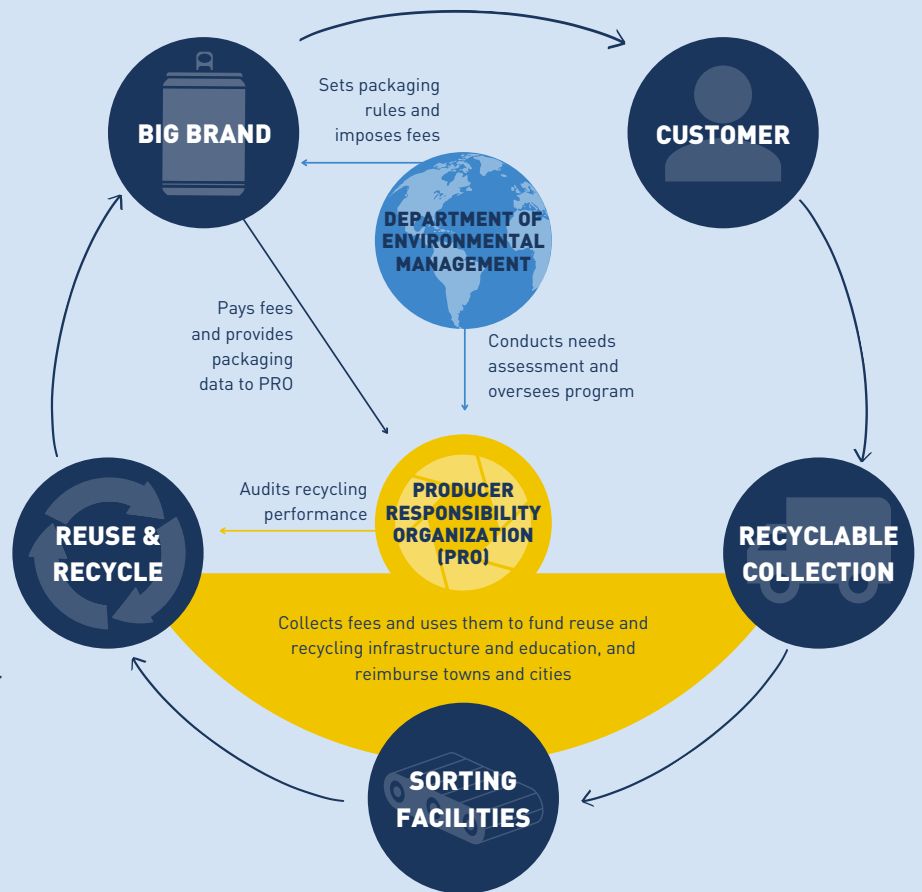 BIG BRAND
Sets packaging
rules and
imposes fees
CUSTOMER
DEPARTMENT OF
ENVIRONMENTAL
MANAGEMENT
Pays fees
and provides
packaging
data to PRO
Conducts needs
assessment and
oversees program
Audits recycling
performance
PRODUCER
RESPONSIBILITY
ORGANIZATION
(PRO)
REUSE &
RECYCLE
RECYCLABLE
COLLECTION
Collects fees and uses them to fund reuse and
recycling infrastructure and education, and
reimburse towns and cities
SORTING
FACILITIES